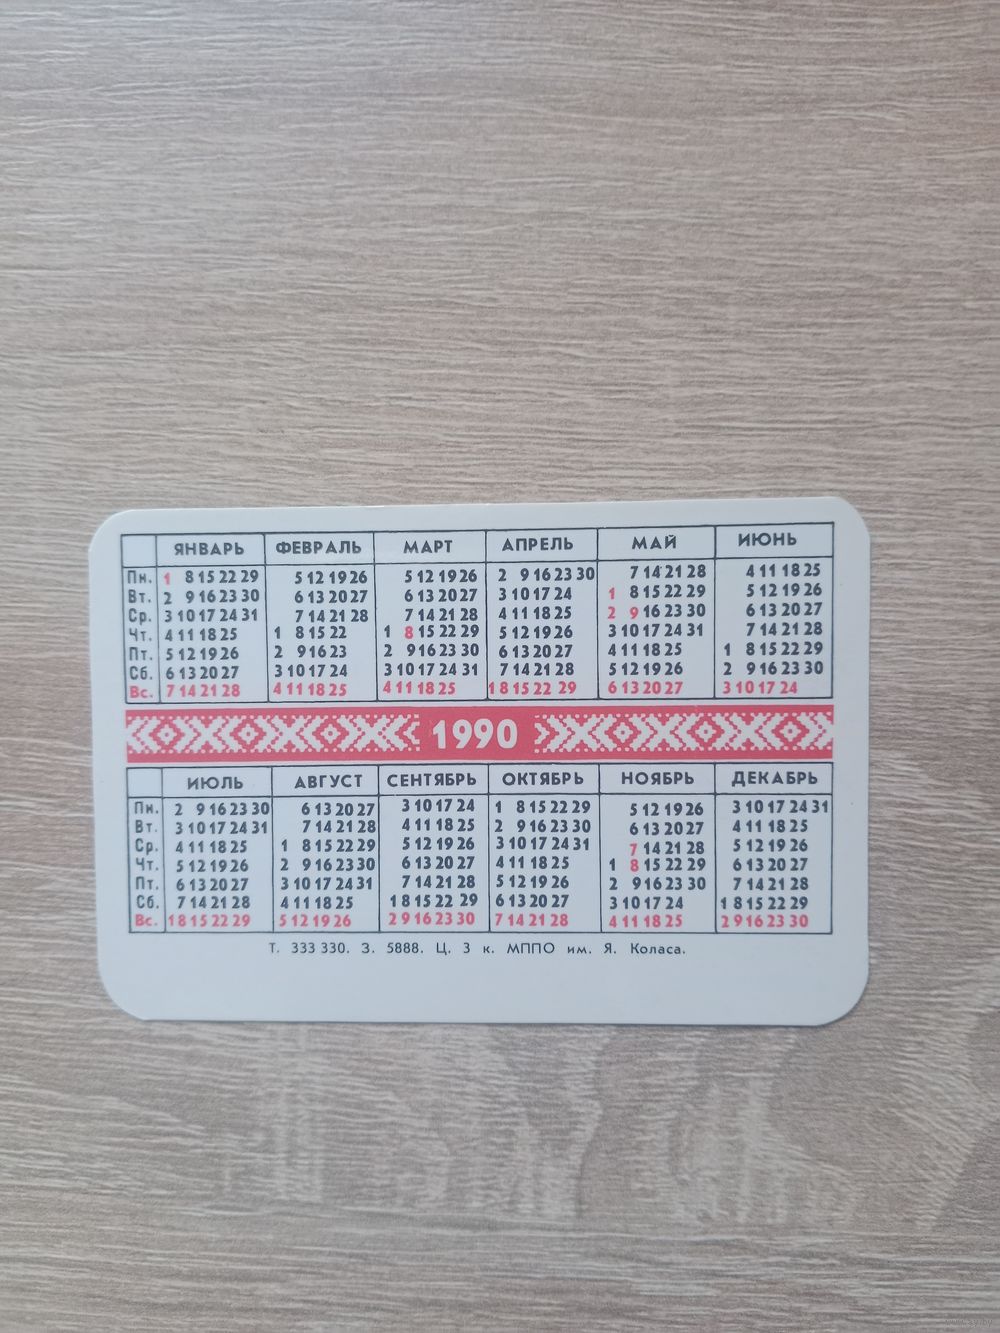 ЯНВАРЬ ФЕВРАЛЬ МАРТ АПРЕЛЬ МАЙ ИЮНЬ
Пн. 1 8 15 22 29 5 12 19 26 5 12 19 26 2 9 16 23 30 7 14 21 28 4 11 18 25
Вт. 2 9 16 23 30 6 13 20 27 6 13 20 27 3 10 17 24 1 8 15 22 29 5 12 19 26
Ср. 3 10 17 24 31 7 14 21 28 7 14 21 28 4 11 18 25 2 9 16 23 30 6 13 20 27
Чт. 4 11 18 25 1 8 15 22 1 8 15 22 29 5 12 19 26 3 10 17 24 31 7 14 21 28
Пт. 5 12 19 26 2 9 16 23 2 9 16 23 30 6 13 20 27 4 11 18 25 1 8 15 22 29
Сб. 6 13 20 27 3 10 17 24 3 10 17 24 31 7 14 21 28 5 12 19 26 2 9 16 23 30
Вс. 7 14 21 28 4 11 18 25 4 11 18 25 1 8 15 22 29 6 13 20 27 3 10 17 24
1990
ИЮЛЬ АВГУСТ СЕНТЯБРЬ ОКТЯБРЬ НОЯБРЬ ДЕКАБРЬ
Пн. 2 9 16 23 30 6 13 20 27 3 10 17 24 1 8 15 22 29 5 12 19 26 3 10 17 24 31
Вт. 3 10 17 24 31 7 14 21 28 4 11 18 25 2 9 16 23 30 6 13 20 27 4 11 18 25
Ср. 4 11 18 25 1 8 15 22 29 5 12 19 26 3 10 17 24 31 7 14 21 28 5 12 19 26
Чт. 5 12 19 26 2 9 16 23 30 6 13 20 27 4 11 18 25 1 8 15 22 29 6 13 20 27
Пт. 6 13 20 27 3 10 17 24 31 7 14 21 28 5 12 19 26 2 9 16 23 30 7 14 21 28
Сб. 7 14 21 28 4 11 18 25 1 8 15 22 29 6 13 20 27 3 10 17 24 1 8 15 22 29
Вс. 1 8 15 22 29 5 12 19 26 2 9 16 23 30 7 14 21 28 4 11 18 25 2 9 16 23 30
Т. 333 330. З. 5888. Ц. 3 к. МППО им. Я. Коласа.